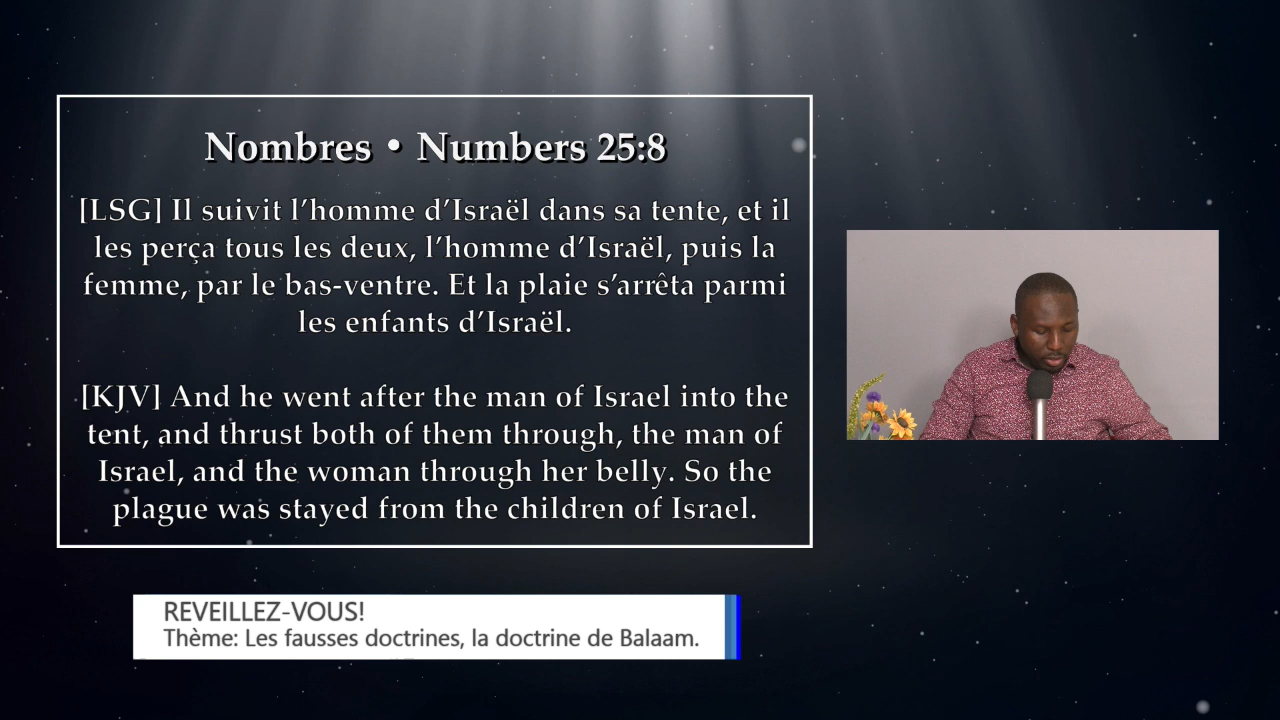 Nombres • Numbers 25:8
[LSG] Il suivit l’homme d’Israël dans sa tente, et il
les perça tous les deux, l’homme d’Israël, puis la
femme, par le bas-ventre. Et la plaie s’arrêta parmi
les enfants d’Israël.
[KJV] And he went after the man of Israel into the
tent, and thrust both of them through, the man of
Israel, and the woman through her belly. So the
plague was stayed from the children of Israel.
REVEILLEZ-VOUS!
Thème: Les fausses doctrines, la doctrine de Balaam.